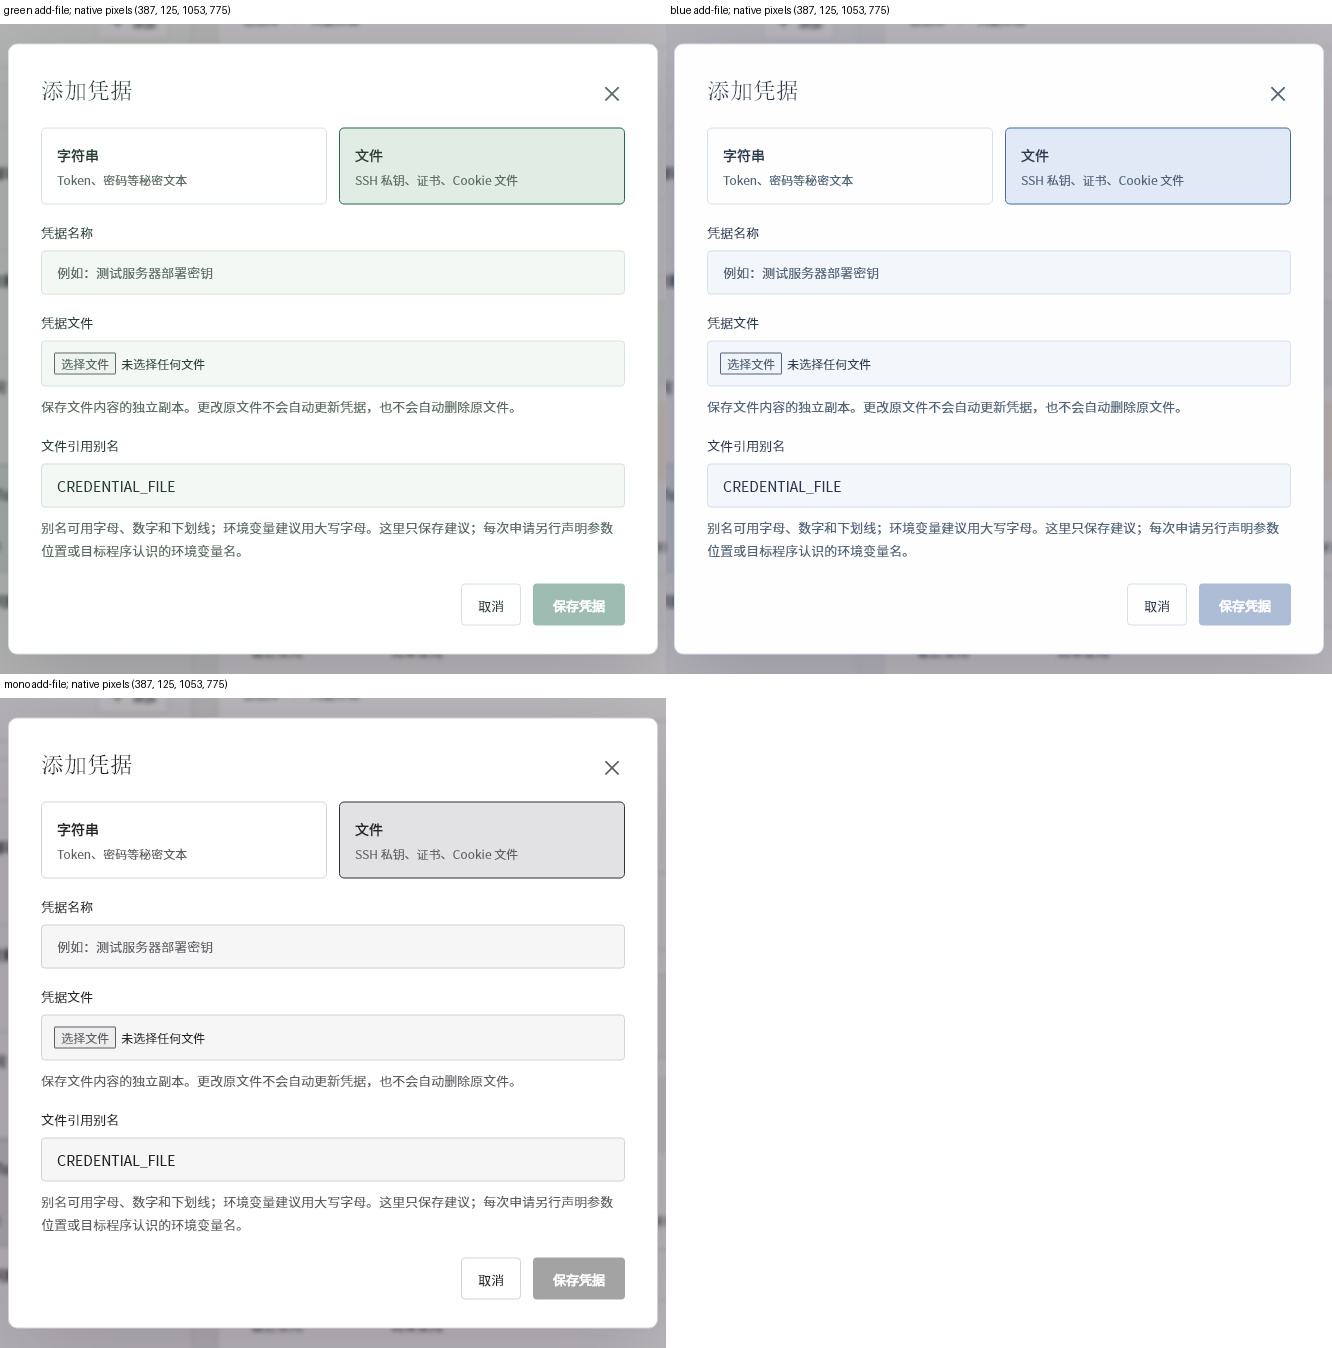 green add-file; native pixels (387, 125, 1053, 775)
添加凭据
字符串
Token、密码等秘密文本
文件
SSH 私钥、证书、Cookie 文件
凭据名称
例如：测试服务器部署密钥
凭据文件
选择文件 未选择任何文件
保存文件内容的独立副本。更改原文件不会自动更新凭据，也不会自动删除原文件。
文件引用别名
CREDENTIAL_FILE
别名可用字母、数字和下划线；环境变量建议用大写字母。这里只保存建议；每次申请另行声明参数
位置或目标程序认识的环境变量名。
取消
保存凭据
blue add-file; native pixels (387, 125, 1053, 775)
添加凭据
字符串
Token、密码等秘密文本
文件
SSH 私钥、证书、Cookie 文件
凭据名称
例如：测试服务器部署密钥
凭据文件
选择文件 未选择任何文件
保存文件内容的独立副本。更改原文件不会自动更新凭据，也不会自动删除原文件。
文件引用别名
CREDENTIAL_FILE
别名可用字母、数字和下划线；环境变量建议用大写字母。这里只保存建议；每次申请另行声明参数
位置或目标程序认识的环境变量名。
取消
保存凭据
mono add-file; native pixels (387, 125, 1053, 775)
添加凭据
字符串
Token、密码等秘密文本
文件
SSH 私钥、证书、Cookie 文件
凭据名称
例如：测试服务器部署密钥
凭据文件
选择文件 未选择任何文件
保存文件内容的独立副本。更改原文件不会自动更新凭据，也不会自动删除原文件。
文件引用别名
CREDENTIAL_FILE
别名可用字母、数字和下划线；环境变量建议用大写字母。这里只保存建议；每次申请另行声明参数
位置或目标程序认识的环境变量名。
取消
保存凭据